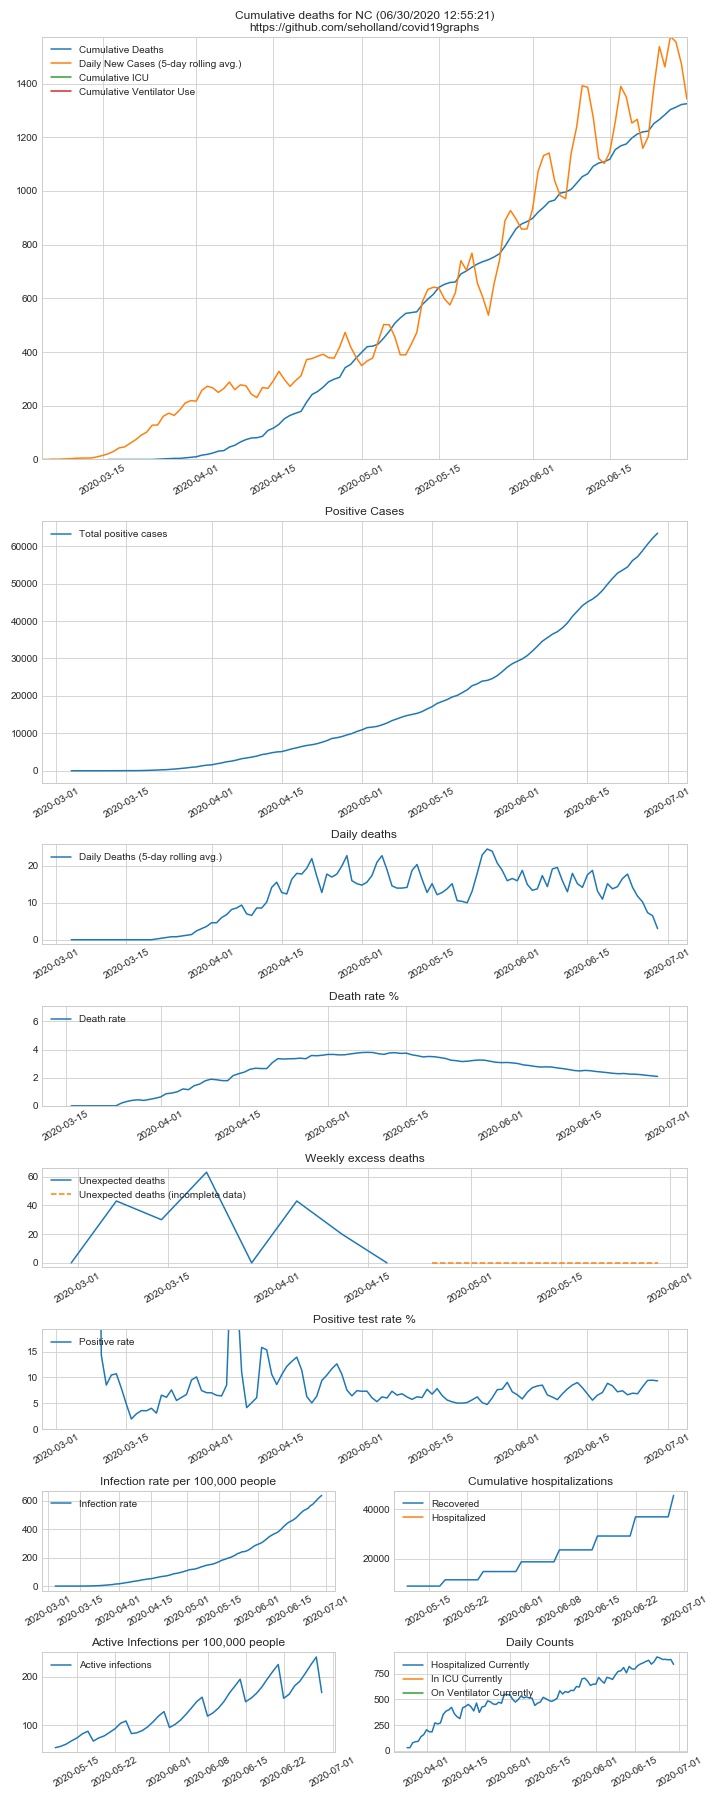 Cumulative deaths for NC (06/30/2020 12:55:21)
https://github.com/seholland/covid19graphs
Cumulative Deaths
Daily New Cases (5-day rolling avg.)
Cumulative ICU
Cumulative Ventilator Use
1400
1200
1000
800
600
400
200
0
2020-03-15 2020-04-01 2020-04-15 2020-05-01 2020-05-15 2020-06-01 2020-06-15
Positive Cases
Total positive cases
60000
50000
40000
30000
20000
10000
0
2020-03-01 2020-03-15 2020-04-01 2020-04-15 2020-05-01 2020-05-15 2020-06-01 2020-06-15 2020-07-01
Daily deaths
Daily Deaths (5-day rolling avg.)
20
10
0
2020-03-01 2020-03-15 2020-04-01 2020-04-15 2020-05-01 2020-05-15 2020-06-01 2020-06-15 2020-07-01
Death rate %
Death rate
6
4
2
0
2020-03-15 2020-04-01 2020-04-15 2020-05-01 2020-05-15 2020-06-01 2020-06-15 2020-07-01
Weekly excess deaths
Unexpected deaths
Unexpected deaths (incomplete data)
60
40
20
0
2020-03-01 2020-03-15 2020-04-01 2020-04-15 2020-05-01 2020-05-15 2020-06-01
Positive test rate %
Positive rate
15
10
5
0
2020-03-01 2020-03-15 2020-04-01 2020-04-15 2020-05-01 2020-05-15 2020-06-01 2020-06-15 2020-07-01
Infection rate per 100,000 people
Infection rate
600
400
200
0
2020-03-01 2020-03-15 2020-04-01 2020-04-15 2020-05-01 2020-05-15 2020-06-01 2020-06-15 2020-07-01
Cumulative hospitalizations
Recovered
Hospitalized
40000
20000
2020-05-15 2020-05-22 2020-06-01 2020-06-08 2020-06-15 2020-06-22 2020-07-01
Active Infections per 100,000 people
Active infections
200
100
2020-05-15 2020-05-22 2020-06-01 2020-06-08 2020-06-15 2020-06-22 2020-07-01
Daily Counts
Hospitalized Currently
In ICU Currently
On Ventilator Currently
750
500
250
0
2020-04-01 2020-04-15 2020-05-01 2020-05-15 2020-06-01 2020-06-15 2020-07-01